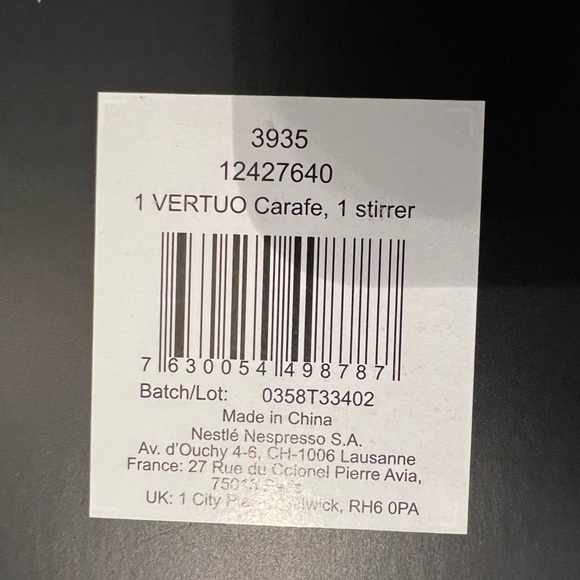 3935
12427640
1 VERTUO Carafe, 1 stirrer
7 630054 498787
Batch/Lot: 0358T33402
Made in China
Nestlé Nespresso S.A.
Av. d'Ouchy 4-6, CH-1006 Lausanne
France: 27 Rue du Colonel Pierre Avia,
UK: 1 City RH6 0PA